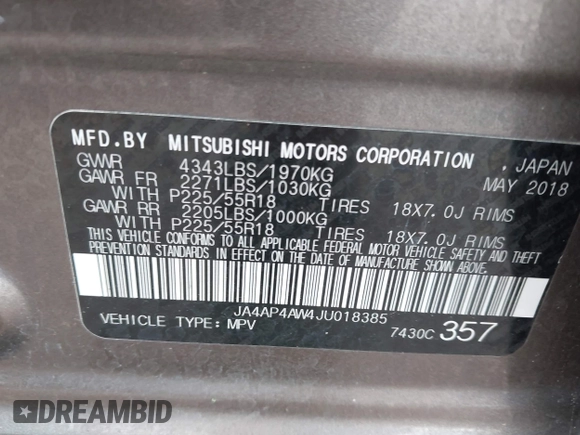 MFD.BY MITSUBISHI MOTORS CORPORATION , JAPAN
GVWR 4343LBS/1970KG MAY 2018
GAWR FR 2271LBS/1030KG
WITH P225/55R18 TIRES 18X7.0J RIMS
GAWR RR 2205LBS/1000KG
WITH P225/55R18 TIRES 18X7.0J RIMS
THIS VEHICLE CONFORMS TO ALL APPLICABLE FEDERAL MOTOR VEHICLE SAFETY AND THEFT
PREVENTION STANDARDS IN EFFECT ON THE DATE OF MANUFACTURE SHOWN ABOVE.
JA4AP4AW4JU018385
VEHICLE TYPE: MPV 7430C 357
DREAMBID